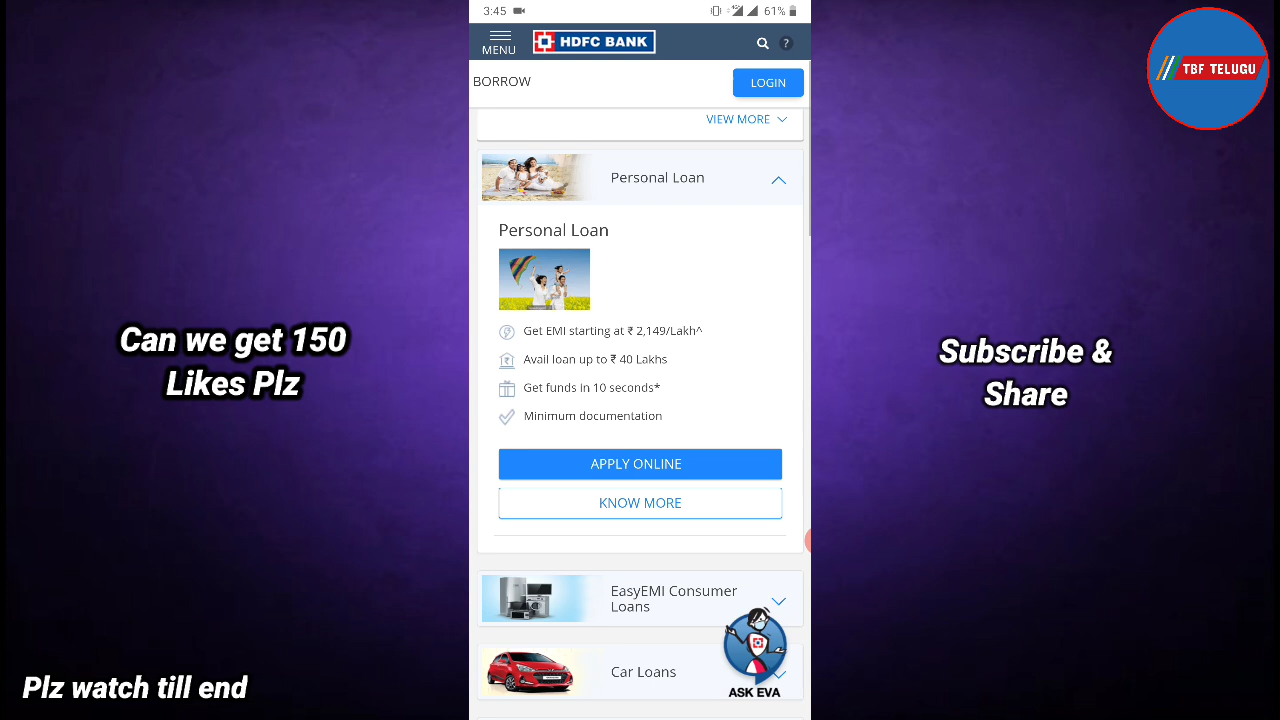 3:45
4G
61%
TBF TELUGU
MENU
HDFC BANK
?
BORROW
LOGIN
VIEW MORE
Personal Loan
Personal Loan
Get EMI starting at ₹ 2,149/Lakh^
Avail loan up to ₹ 40 Lakhs
Get funds in 10 seconds*
Minimum documentation
APPLY ONLINE
KNOW MORE
EasyEMI Consumer
Loans
Car Loans
ASK EVA
Can we get 150
Likes Plz
Subscribe &
Share
Plz watch till end